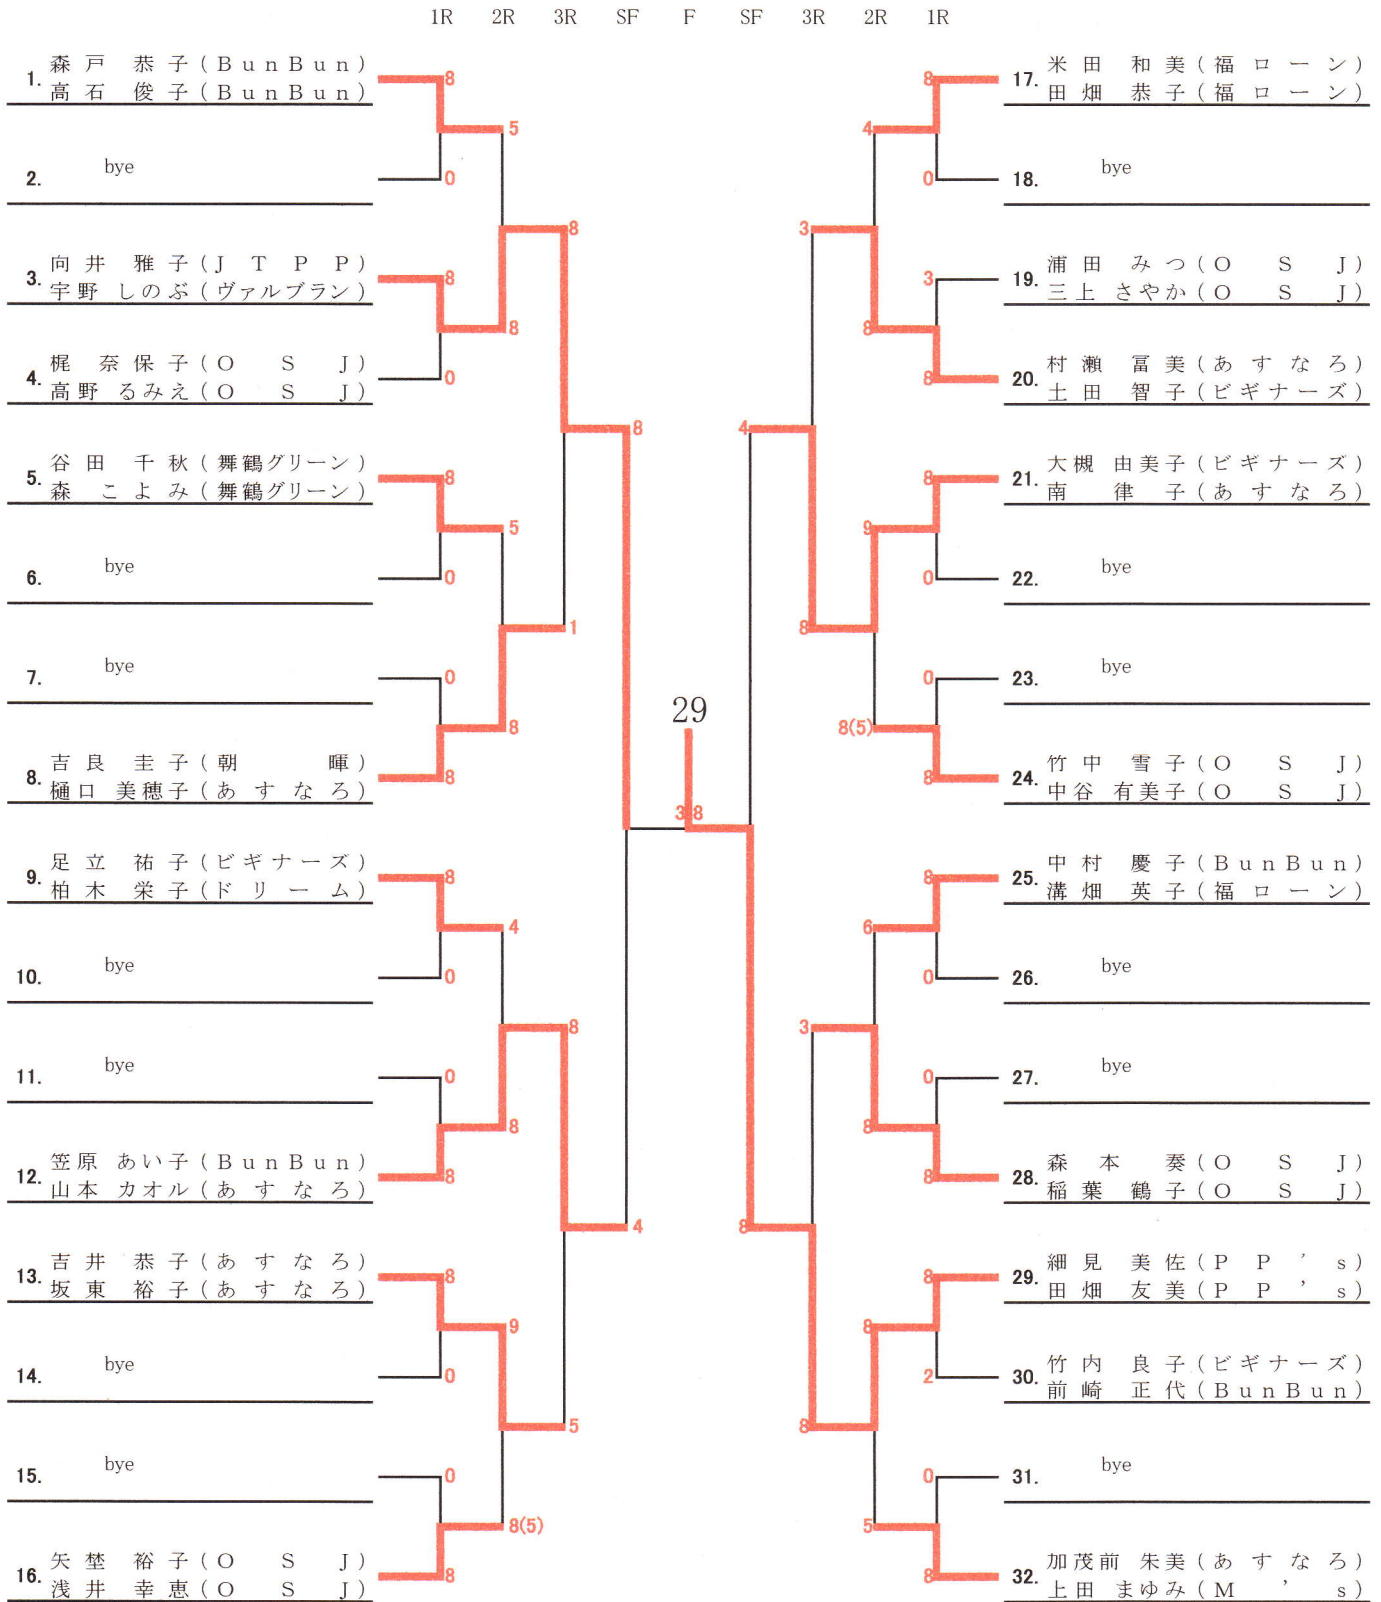 1R 2R 3R SF F SF 3R 2R 1R
1. 森戸 恭子(BunBun)
高石 俊子(BunBun)
8
5
2. bye
0
8
3. 向井 雅子(JTPP)
宇野 しのぶ(ヴァルブラン)
8
8
4. 梶 奈保子(OSJ)
高野 るみえ(OSJ)
0
8
5. 谷田 千秋(舞鶴グリーン)
森 こよみ(舞鶴グリーン)
8
5
6. bye
0
1
7. bye
0
8
8. 吉良 圭子(朝暉)
樋口 美穂子(あすなろ)
8
29
3 8
9. 足立 祐子(ビギナーズ)
柏木 栄子(ドリーム)
8
4
10. bye
0
8
11. bye
0
8
12. 笠原 あい子(BunBun)
山本 カオル(あすなろ)
8
4
13. 吉井 恭子(あすなろ)
坂東 裕子(あすなろ)
8
9
14. bye
0
5
15. bye
0
8(5)
16. 矢埜 裕子(OSJ)
浅井 幸恵(OSJ)
8
17. 米田 和美(福ローン)
田畑 恭子(福ローン)
8
4
18. bye
0
3
19. 浦田 みつ(OSJ)
三上 さやか(OSJ)
3
8
20. 村瀬 冨美(あすなろ)
土田 智子(ビギナーズ)
8
4
21. 大槻 由美子(ビギナーズ)
南 律子(あすなろ)
8
9
22. bye
0
8
23. bye
0
8(5)
24. 竹中 雪子(OSJ)
中谷 有美子(OSJ)
8
25. 中村 慶子(BunBun)
溝畑 英子(福ローン)
8
6
26. bye
0
3
27. bye
0
8
28. 森本 奏(OSJ)
稲葉 鶴子(OSJ)
8
8
29. 細見 美佐(PP's)
田畑 友美(PP's)
8
8
30. 竹内 良子(ビギナーズ)
前崎 正代(BunBun)
2
8
31. bye
0
5
32. 加茂前 朱美(あすなろ)
上田 まゆみ(M's)
8